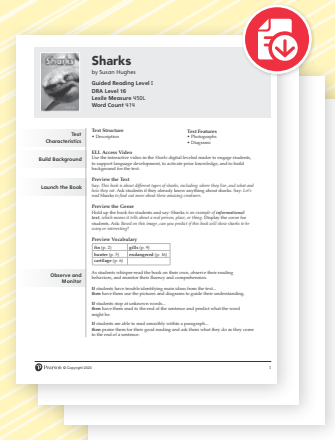 Sharks
Sharks
by Susan Hughes
Guided Reading Level I
DRA Level 16
Lexile Measure 450L
Word Count 474
Text
Characteristics
Text Structure
• Description
Text Features
• Photographs
• Diagrams
Build Background
ELL Access Video
Use the interactive video in the Sharks digital leveled reader to engage students,
to support language development, to activate prior knowledge, and to build
background for the text.
Launch the Book
Preview the Text
Say: This book is about different types of sharks, including where they live, and what and
how they eat. Ask students if they already know anything about sharks. Say: Let's
read Sharks to find out more about these amazing creatures.
Preview the Genre
Hold up the book for students and say: Sharks is an example of informational
text, which means it tells about a real person, place, or thing. Display the cover for
students. Ask: Based on this image, can you predict if this book will show sharks to be
scary or interesting?
Preview Vocabulary
fin (p. 2) gills (p. 4)
hunter (p. 5) endangered (p. 16)
cartilage (p. 6)
Observe and
Monitor
As students whisper-read the book on their own, observe their reading
behaviors, and monitor their fluency and comprehension.
If students have trouble identifying main ideas from the text...
then have them use the pictures and diagrams to guide their understanding.
If students stop at unknown words...
then have them read to the end of the sentence and predict what the word
might be.
If students are able to read smoothly within a paragraph...
then praise them for their good reading and ask them what they do as they come
to the end of a sentence.
Pearson © Copyright 2020
1